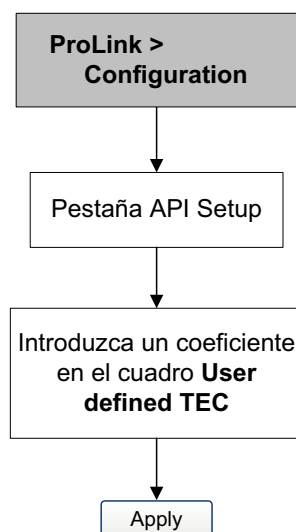 ProLink >
Configuration
Pestaña API Setup
Introduzca un coeficiente
en el cuadro User
defined TEC
Apply